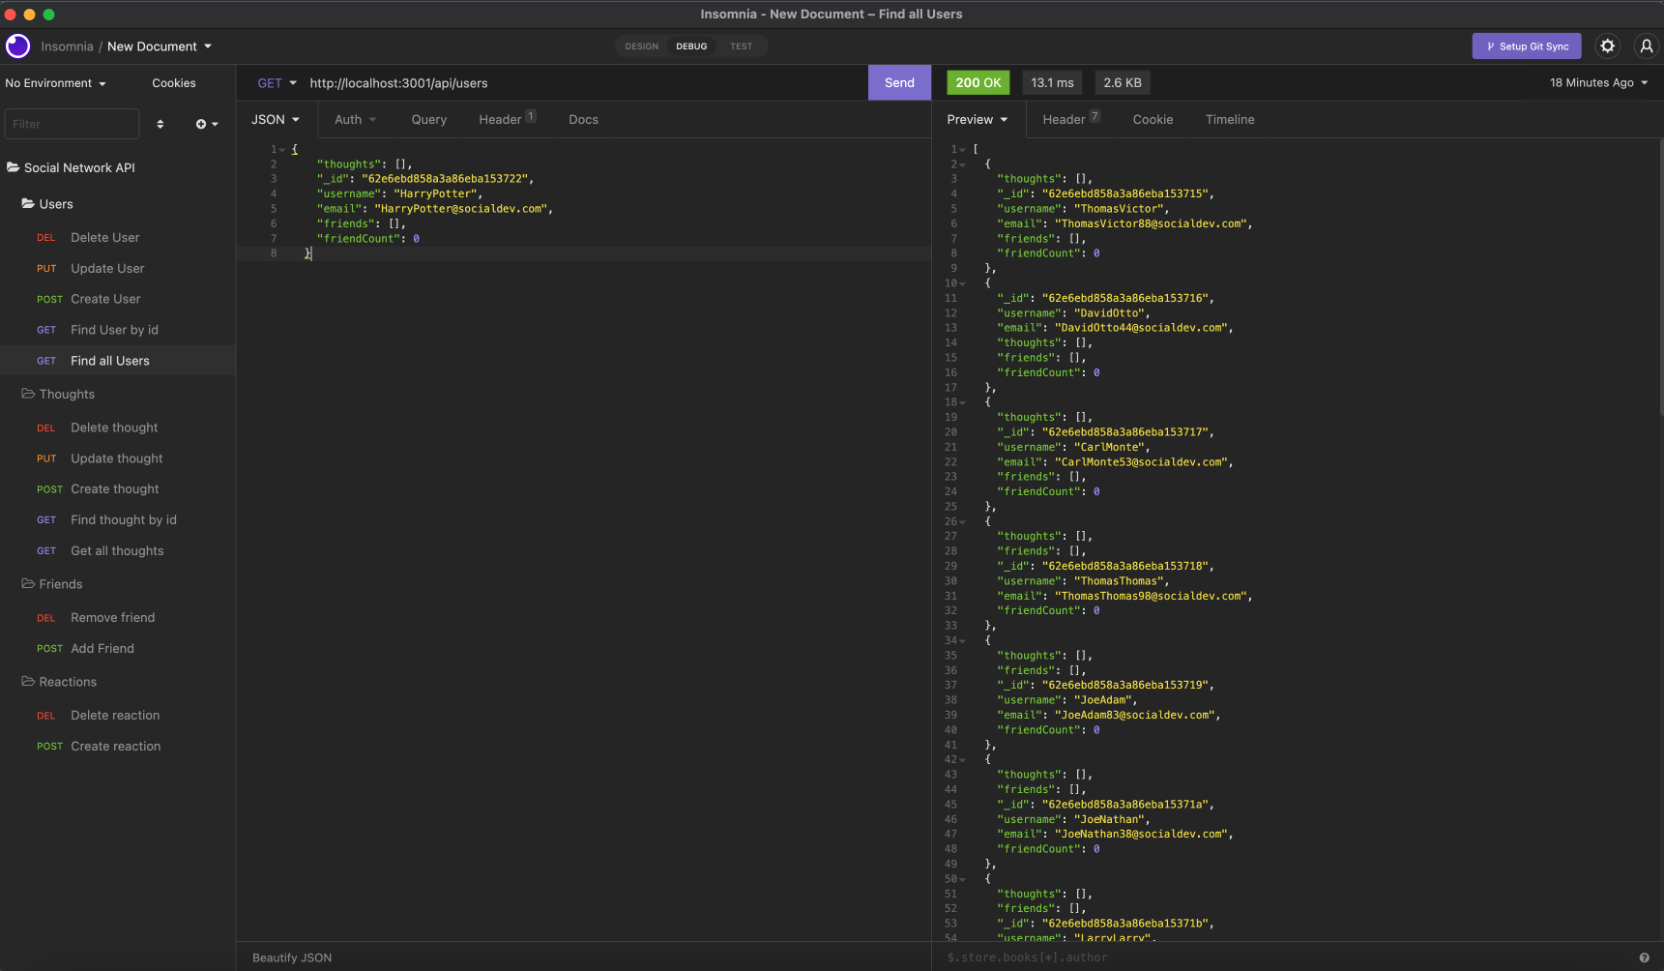 Insomnia - New Document – Find all Users
Insomnia / New Document
DESIGN DEBUG TEST
Setup Git Sync
No Environment Cookies
GET http://localhost:3001/api/users Send
200 OK 13.1 ms 2.6 KB 18 Minutes Ago
Filter
JSON Auth Query Header 1 Docs
Preview Header 7 Cookie Timeline
Social Network API
Users
DEL Delete User
PUT Update User
POST Create User
GET Find User by id
GET Find all Users
Thoughts
DEL Delete thought
PUT Update thought
POST Create thought
GET Find thought by id
GET Get all thoughts
Friends
DEL Remove friend
POST Add Friend
Reactions
DEL Delete reaction
POST Create reaction
1 {
2 "thoughts": [],
3 "_id": "62e6ebd858a3a86eba153722",
4 "username": "HarryPotter",
5 "email": "HarryPotter@socialdev.com",
6 "friends": [],
7 "friendCount": 0
8 }
Beautify JSON
1 [
2 {
3 "thoughts": [],
4 "_id": "62e6ebd858a3a86eba153715",
5 "username": "ThomasVictor",
6 "email": "ThomasVictor88@socialdev.com",
7 "friends": [],
8 "friendCount": 0
9 },
10 {
11 "_id": "62e6ebd858a3a86eba153716",
12 "username": "DavidOtto",
13 "email": "DavidOtto44@socialdev.com",
14 "thoughts": [],
15 "friends": [],
16 "friendCount": 0
17 },
18 {
19 "thoughts": [],
20 "_id": "62e6ebd858a3a86eba153717",
21 "username": "CarlMonte",
22 "email": "CarlMonte53@socialdev.com",
23 "friends": [],
24 "friendCount": 0
25 },
26 {
27 "thoughts": [],
28 "friends": [],
29 "_id": "62e6ebd858a3a86eba153718",
30 "username": "ThomasThomas",
31 "email": "ThomasThomas98@socialdev.com",
32 "friendCount": 0
33 },
34 {
35 "thoughts": [],
36 "friends": [],
37 "_id": "62e6ebd858a3a86eba153719",
38 "username": "JoeAdam",
39 "email": "JoeAdam83@socialdev.com",
40 "friendCount": 0
41 },
42 {
43 "thoughts": [],
44 "friends": [],
45 "_id": "62e6ebd858a3a86eba15371a",
46 "username": "JoeNathan",
47 "email": "JoeNathan38@socialdev.com",
48 "friendCount": 0
49 },
50 {
51 "thoughts": [],
52 "friends": [],
53 "_id": "62e6ebd858a3a86eba15371b",
54 "username": "LarryLarry",
$.store.books[*].author